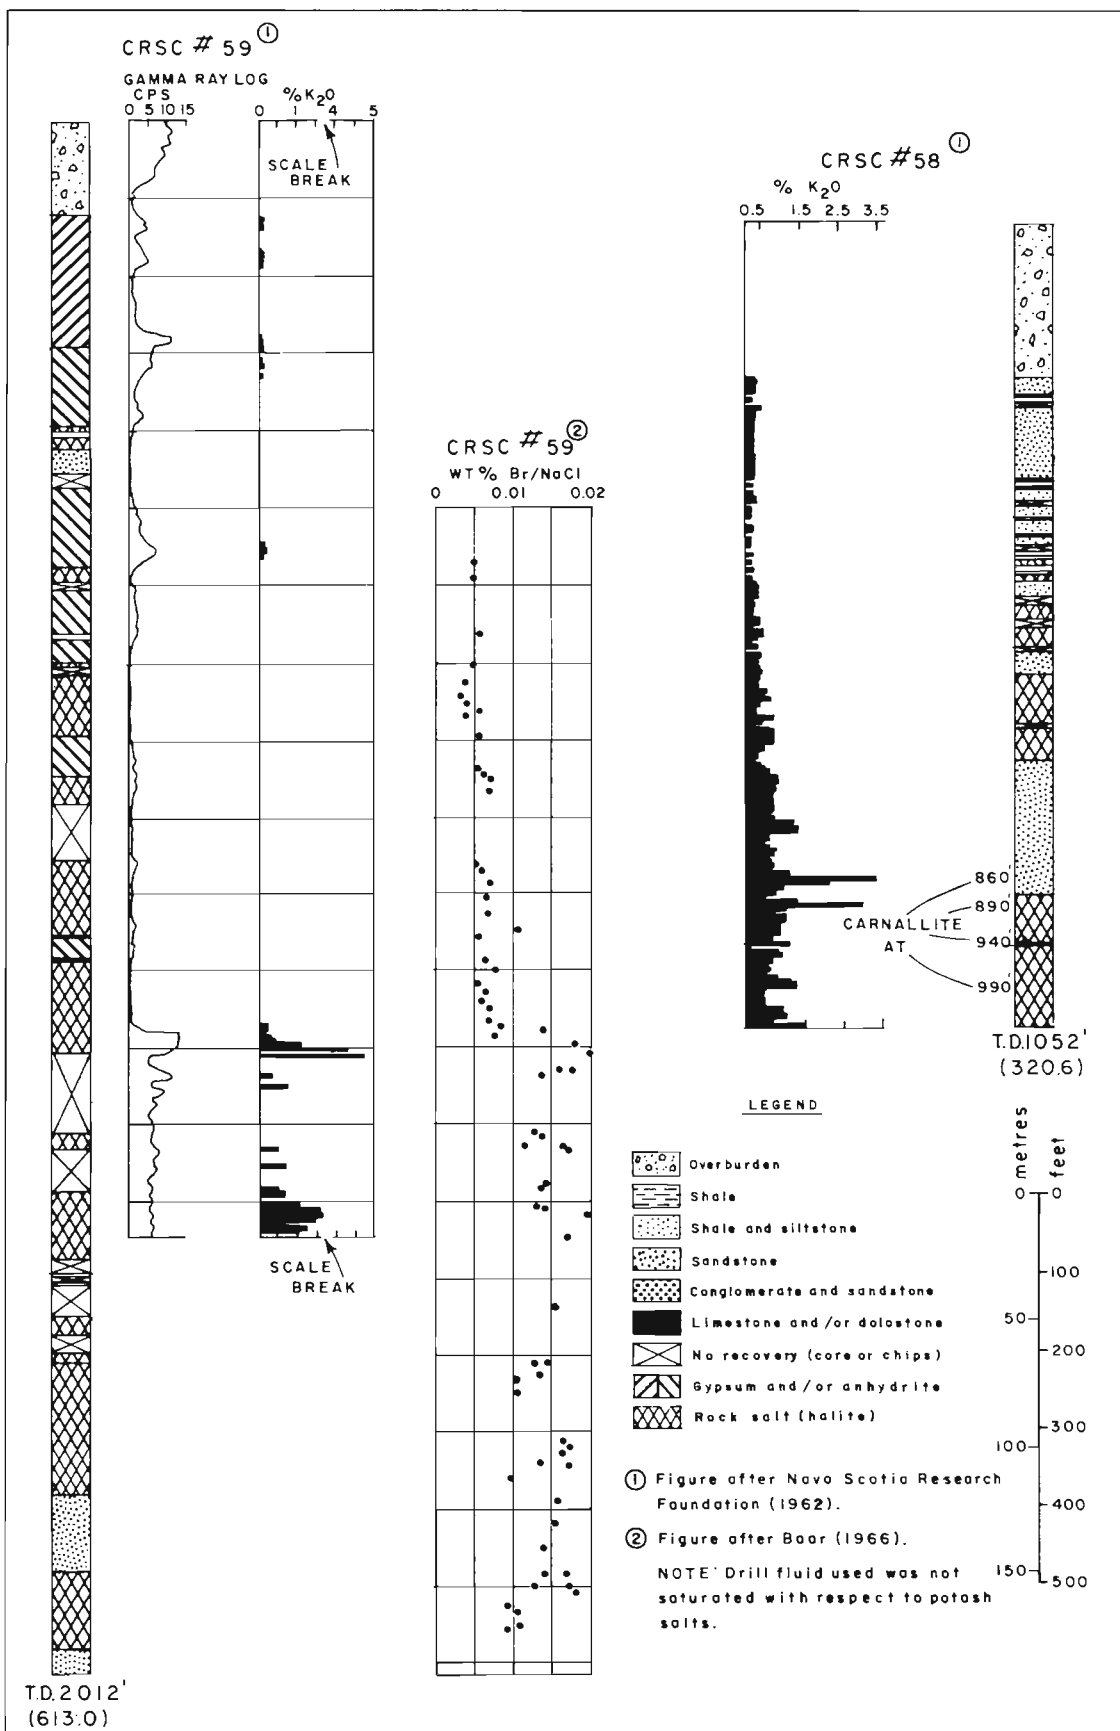 CRSC # 59 ①
GAMMA RAY LOG
CPS
0 5 10 15
% K2O
0 1 4 5
SCALE
BREAK
CRSC # 58 ①
% K2O
0.5 1.5 2.5 3.5
CRSC # 59 ②
WT % Br/NaCl
0 0.01 0.02
860'
890'
CARNALLITE
AT
940'
990'
T.D. 1052'
(320.6)
SCALE
BREAK
T.D. 2012'
(613.0)
LEGEND
Overburden
Shale
Shale and siltstone
Sandstone
Conglomerate and sandstone
Limestone and/or dolostone
No recovery (core or chips)
Gypsum and/or anhydrite
Rock salt (halite)
metres
feet
0 0
100
50
200
300
100
400
150
500
① Figure after Nova Scotia Research
Foundation (1962).
② Figure after Baar (1966).
NOTE: Drill fluid used was not
saturated with respect to potash
salts.